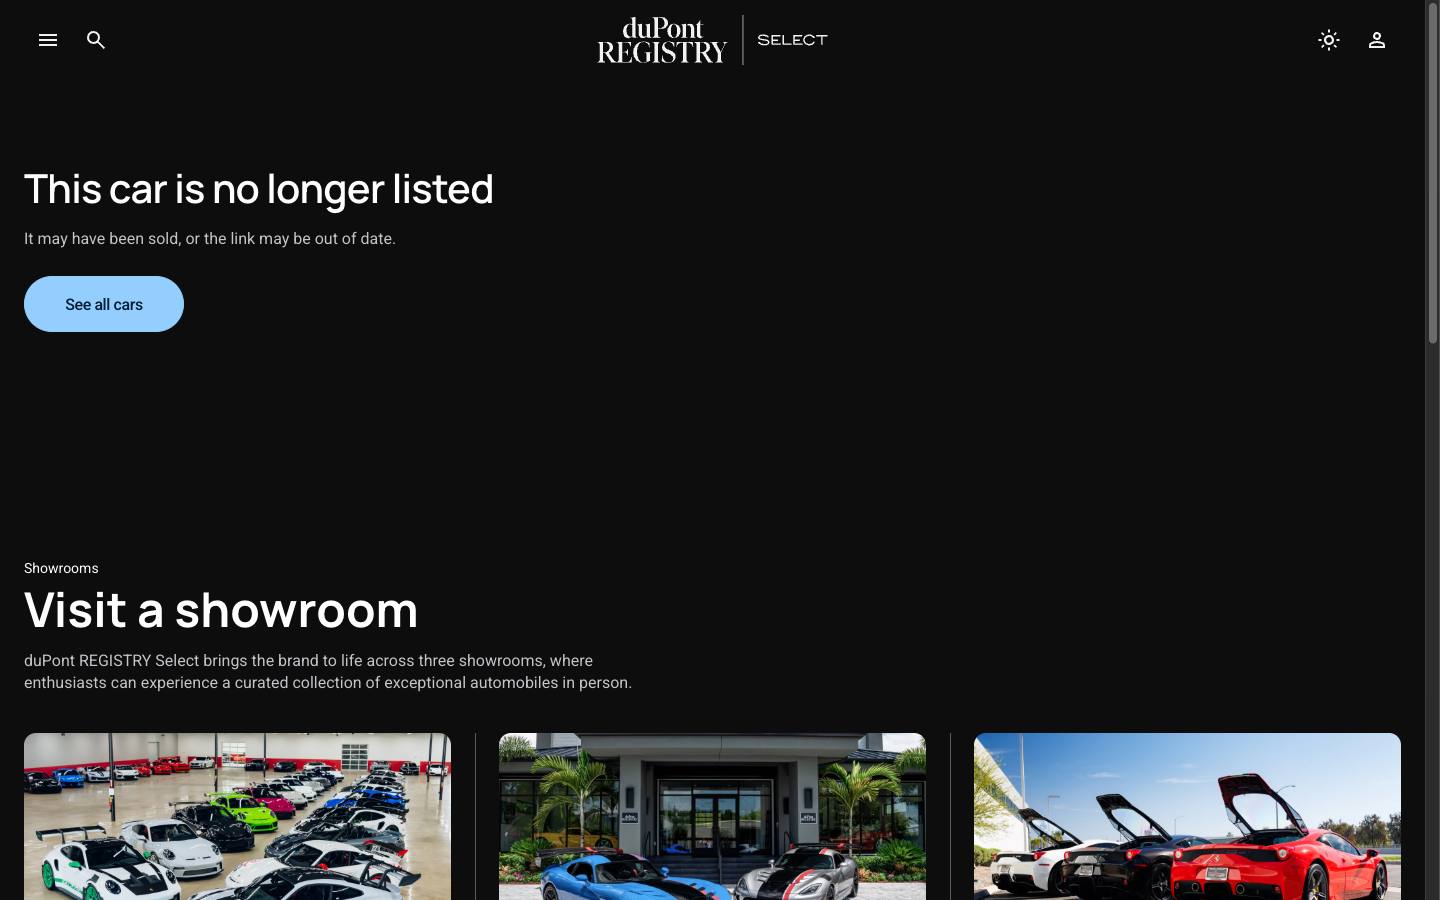 duPont
REGISTRY
SELECT
This car is no longer listed
It may have been sold, or the link may be out of date.
See all cars
Showrooms
Visit a showroom
duPont REGISTRY Select brings the brand to life across three showrooms, where
enthusiasts can experience a curated collection of exceptional automobiles in person.